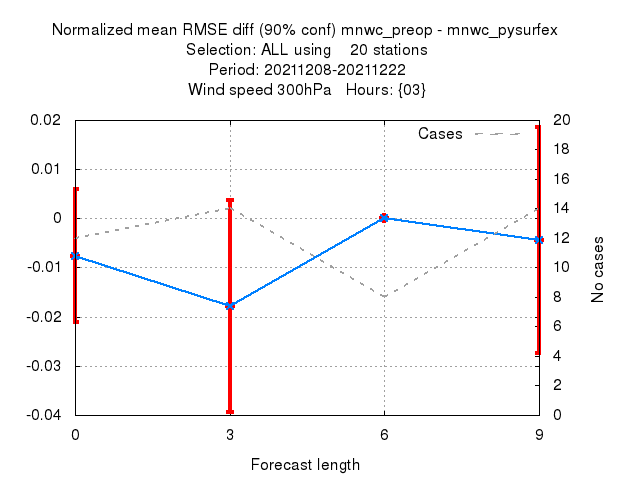 Normalized mean RMSE diff (90% conf) mnwc_preop - mnwc_pysurfex
Selection: ALL using 20 stations
Period: 20211208-20211222
Wind speed 300hPa Hours: {03}
Cases
0.02
0.01
0
-0.01
-0.02
-0.03
-0.04
20
18
16
14
12
10
8
6
4
2
0
No cases
0 3 6 9
Forecast length